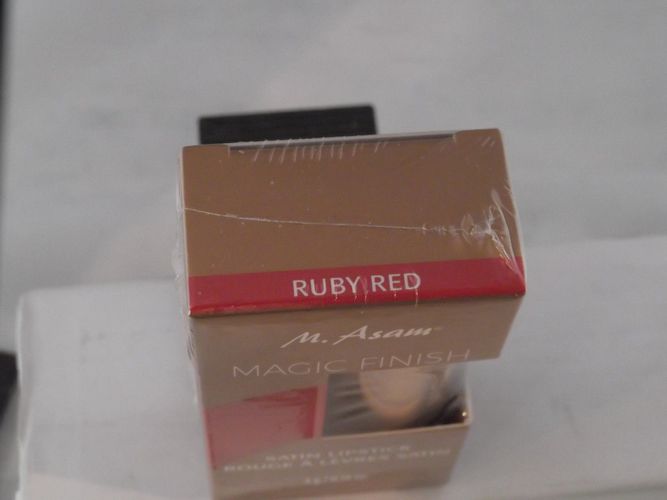 RUBY RED
M. Asam®
MAGIC FINISH
SATIN LIPSTICK
ROUGE À LÈVRES SATIN